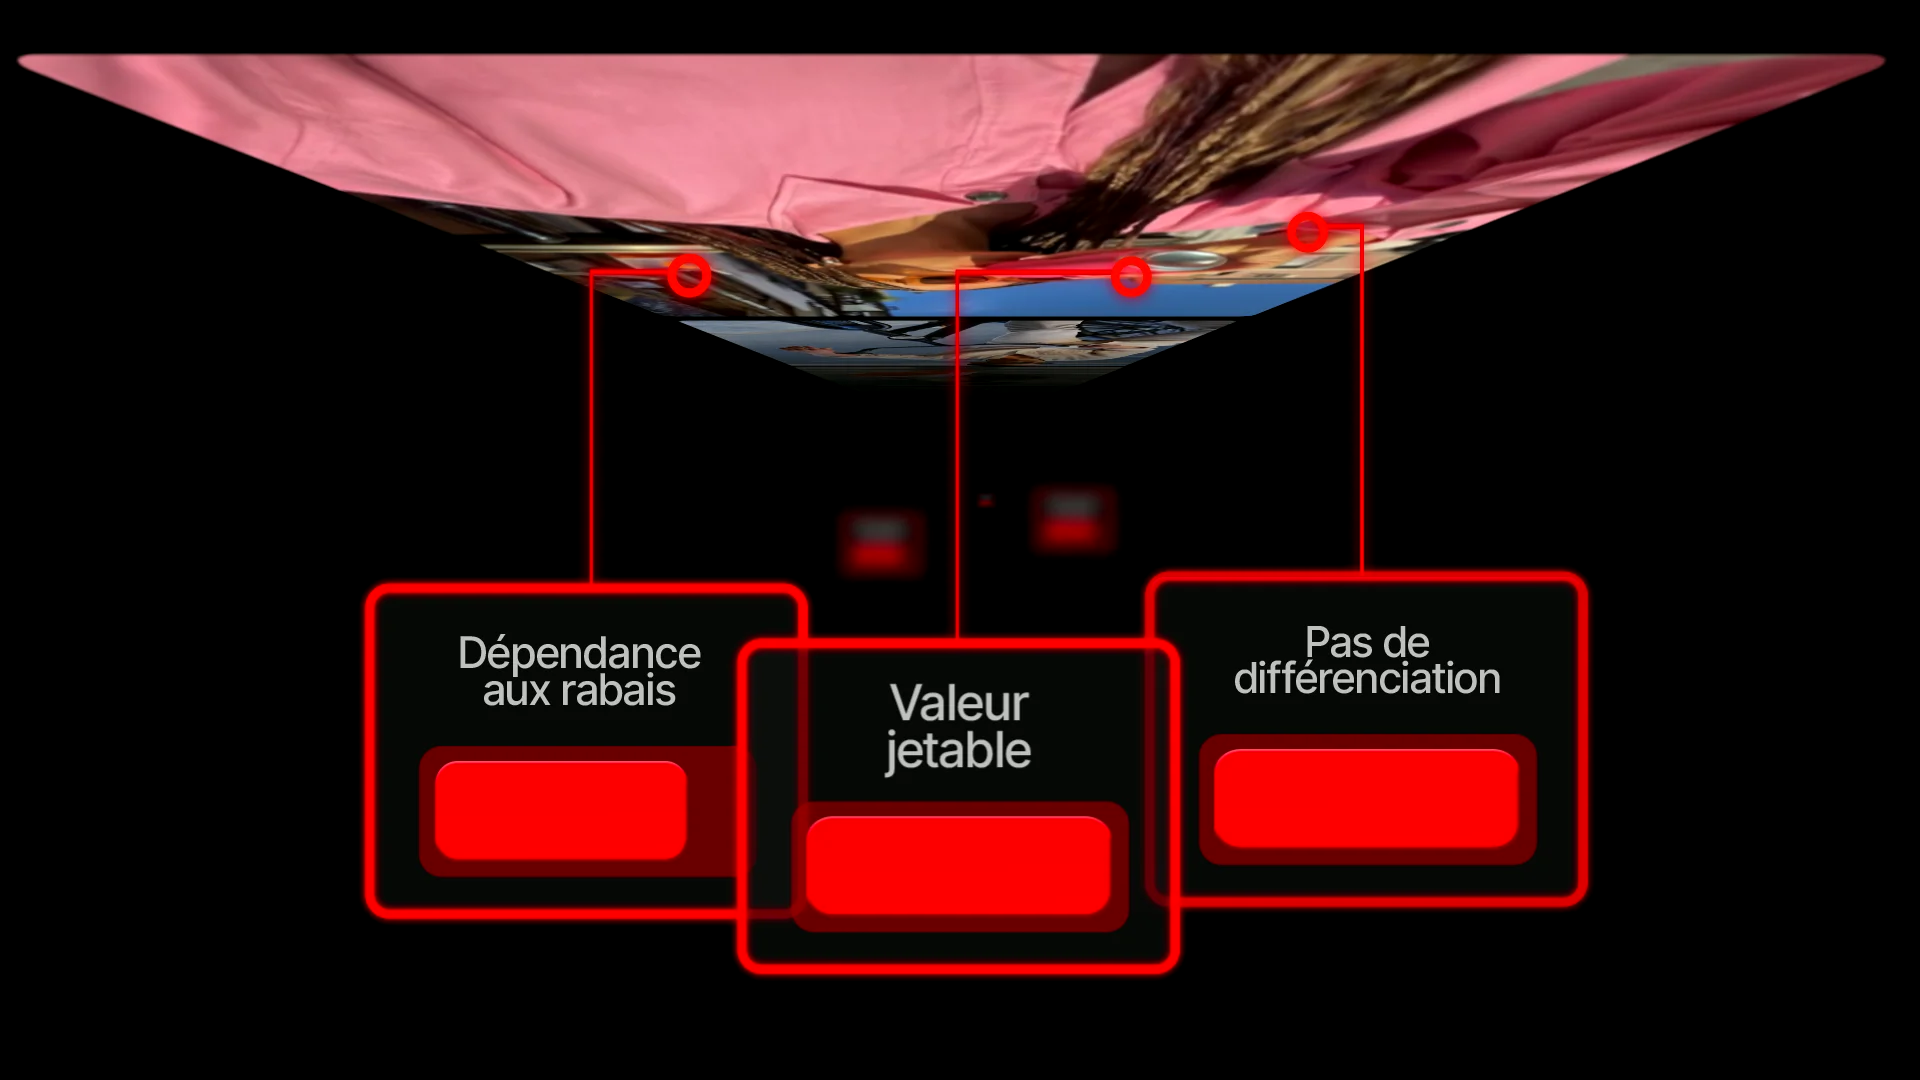 Dépendance
aux rabais
Valeur
jetable
Pas de
différenciation